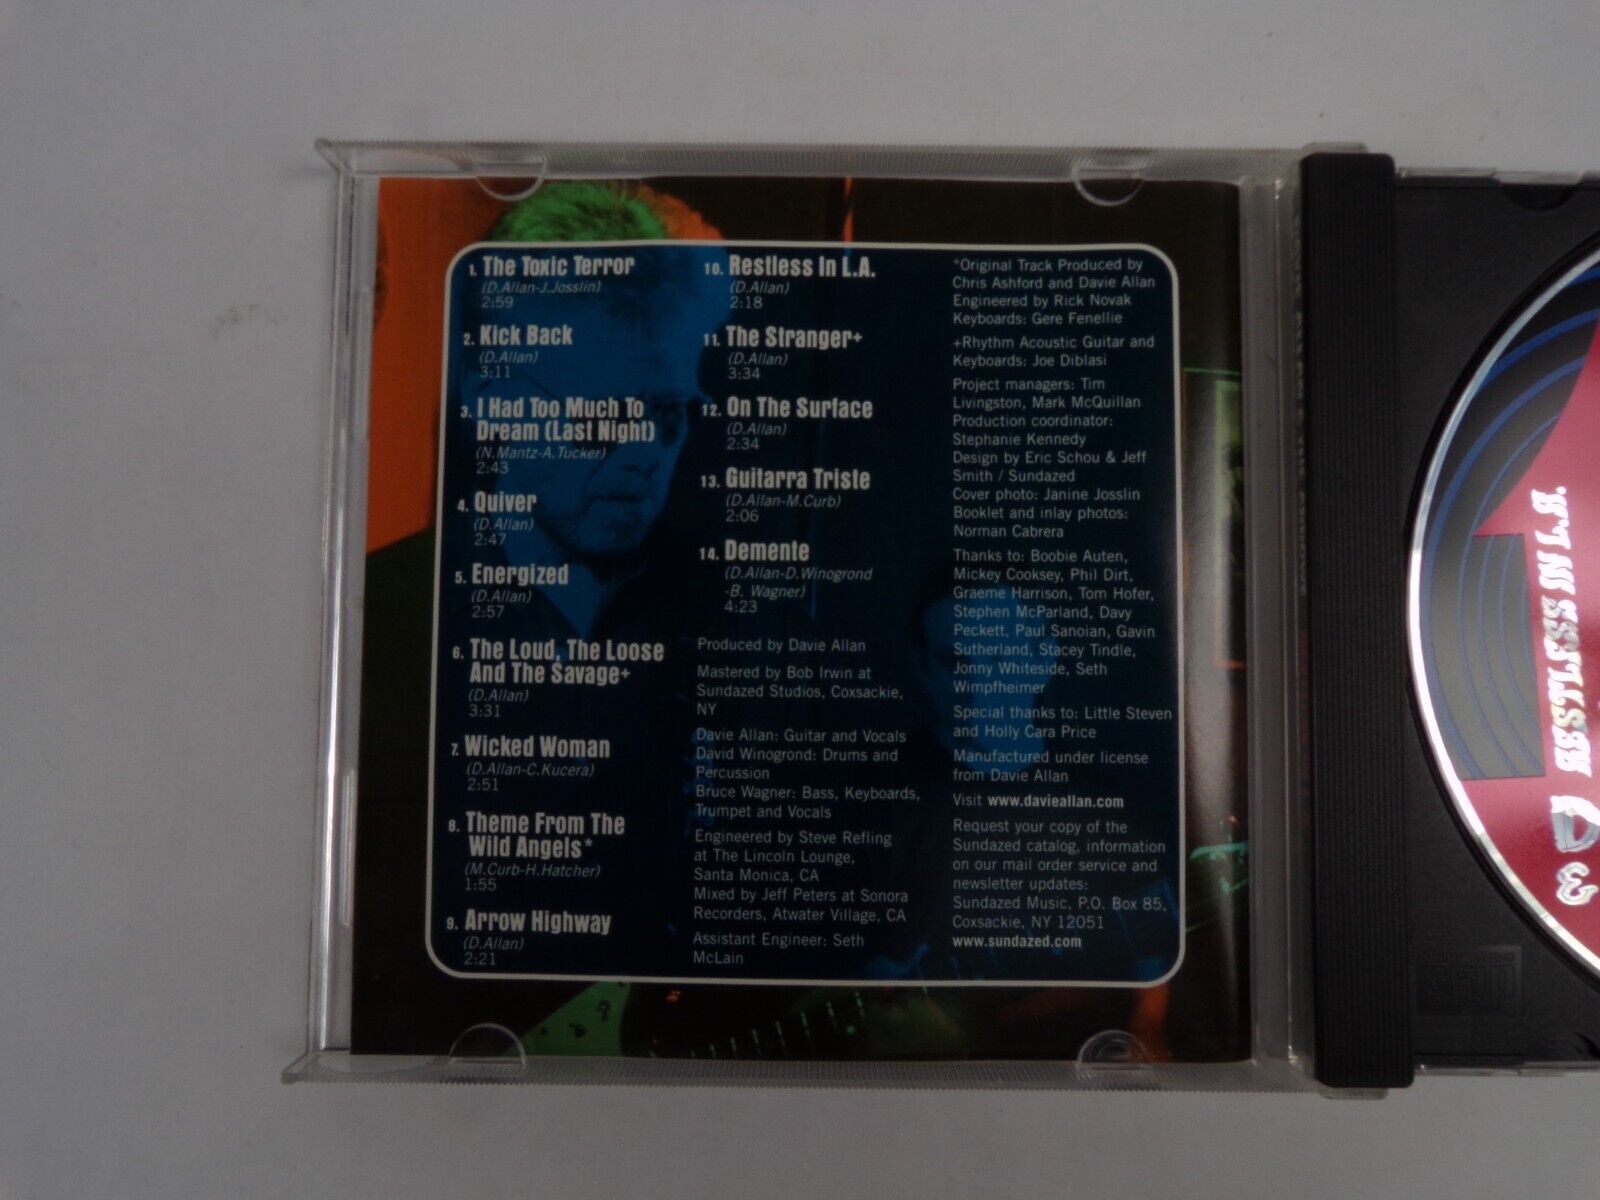 1. The Toxic Terror
(D.Allan-J.Josslin)
2:59
2. Kick Back
(D.Allan)
3:11
3. I Had Too Much To
Dream (Last Night)
(N.Mantz-A.Tucker)
2:43
4. Quiver
(D.Allan)
2:47
5. Energized
(D.Allan)
2:57
6. The Loud, The Loose
And The Savage+
(D.Allan)
3:31
7. Wicked Woman
(D.Allan-C.Kucera)
2:51
8. Theme From The
Wild Angels*
(M.Curb-H.Hatcher)
1:55
9. Arrow Highway
(D.Allan)
2:21
10. Restless In L.A.
(D.Allan)
2:18
11. The Stranger+
(D.Allan)
3:34
12. On The Surface
(D.Allan)
2:34
13. Guitarra Triste
(D.Allan-M.Curb)
2:06
14. Demente
(D.Allan-D.Winogrond
-B. Wagner)
4:23
Produced by Davie Allan
Mastered by Bob Irwin at
Sundazed Studios, Coxsackie,
NY
Davie Allan: Guitar and Vocals
David Winogrond: Drums and
Percussion
Bruce Wagner: Bass, Keyboards,
Trumpet and Vocals
Engineered by Steve Refling
at The Lincoln Lounge,
Santa Monica, CA
Mixed by Jeff Peters at Sonora
Recorders, Atwater Village, CA
Assistant Engineer: Seth
McLain
*Original Track Produced by
Chris Ashford and Davie Allan
Engineered by Rick Novak
Keyboards: Gere Fenellie
+Rhythm Acoustic Guitar and
Keyboards: Joe Diblasi
Project managers: Tim
Livingston, Mark McQuillan
Production coordinator:
Stephanie Kennedy
Design by Eric Schou & Jeff
Smith / Sundazed
Cover photo: Janine Josslin
Booklet and inlay photos:
Norman Cabrera
Thanks to: Boobie Auten,
Mickey Cooksey, Phil Dirt,
Graeme Harrison, Tom Hofer,
Stephen McParland, Davy
Peckett, Paul Sanoian, Gavin
Sutherland, Stacey Tindle,
Jonny Whiteside, Seth
Wimpfheimer
Special thanks to: Little Steven
and Holly Cara Price
Manufactured under license
from Davie Allan
Visit www.davieallan.com
Request your copy of the
Sundazed catalog, information
on our mail order service and
newsletter updates:
Sundazed Music, P.O. Box 85,
Coxsackie, NY 12051
www.sundazed.com
RESTLESS IN L.A.